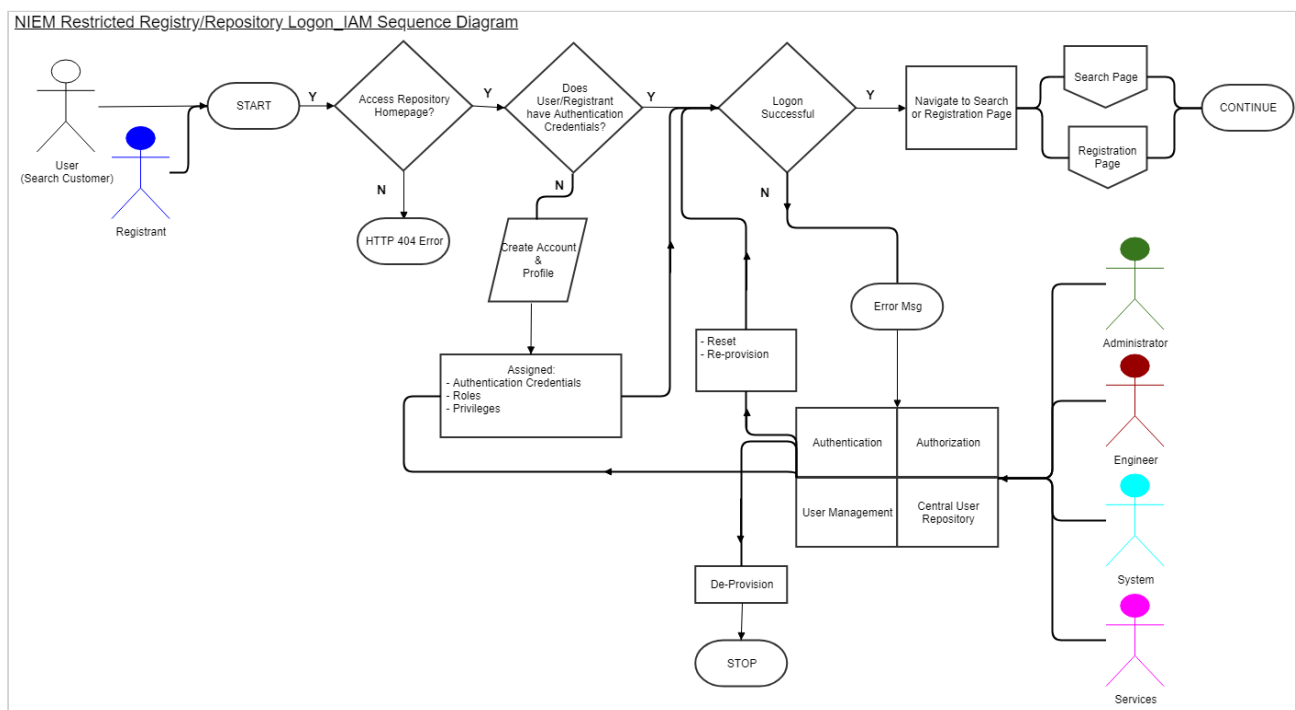 NIEM Restricted Registry/Repository Logon_IAM Sequence Diagram
User
(Search Customer)
Registrant
START
Y
Access Repository
Homepage?
N
HTTP 404 Error
Y
Does
User/Registrant
have Authentication
Credentials?
N
Create Account
&
Profile
Assigned:
- Authentication Credentials
- Roles
- Privileges
Y
Logon
Successful
Y
Navigate to Search
or Registration Page
Search Page
Registration
Page
CONTINUE
N
Error Msg
- Reset
- Re-provision
Authentication
Authorization
User Management
Central User
Repository
De-Provision
STOP
Administrator
Engineer
System
Services